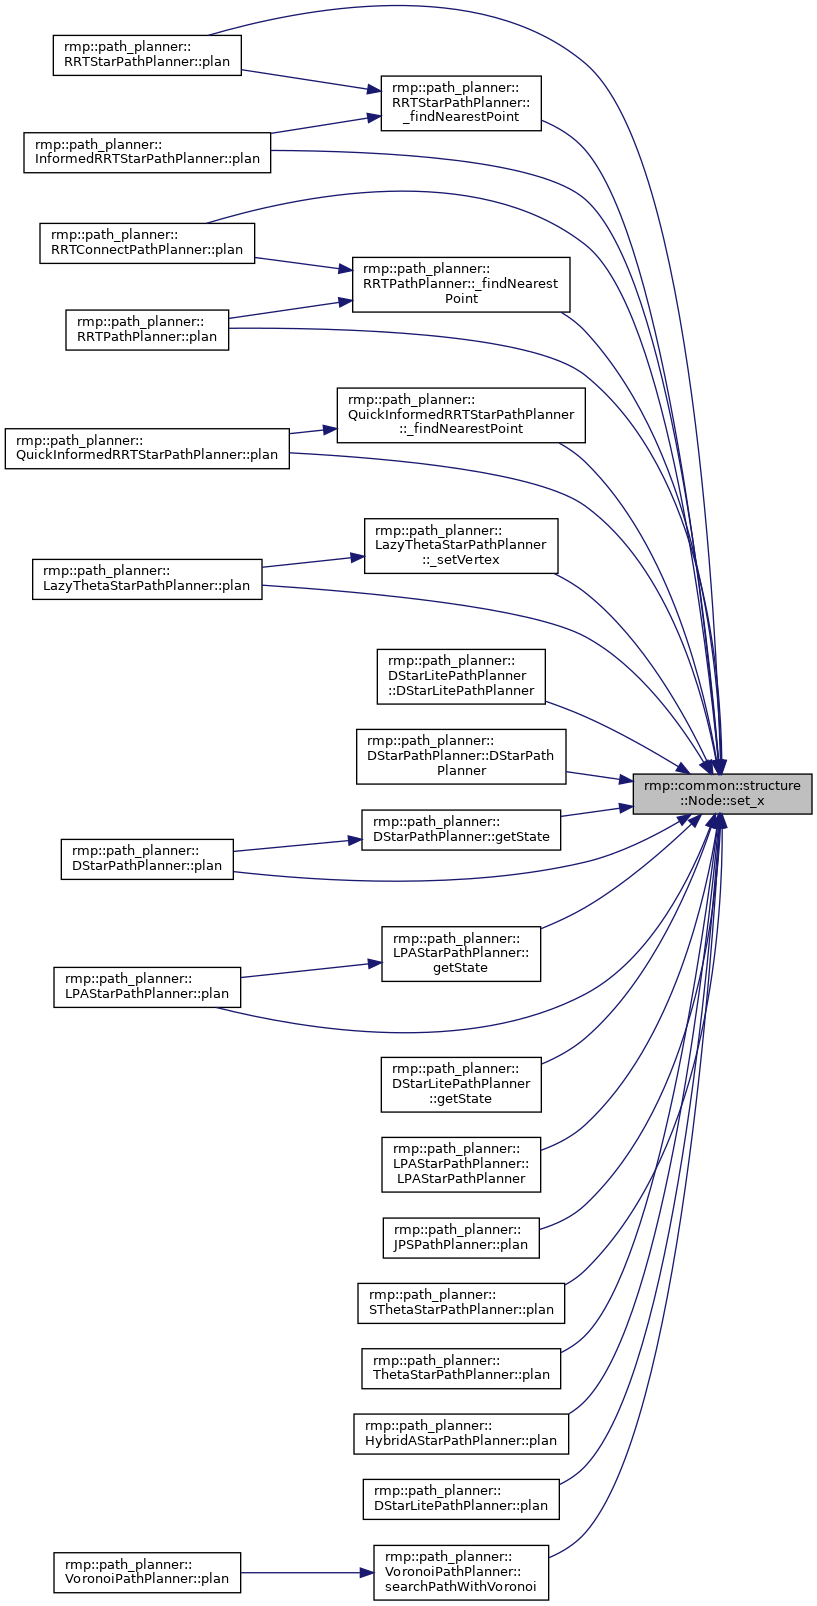 rmp::path_planner::
RRTStarPathPlanner::plan
rmp::path_planner::
RRTStarPathPlanner::
_findNearestPoint
rmp::path_planner::
InformedRRTStarPathPlanner::plan
rmp::path_planner::
RRTConnectPathPlanner::plan
rmp::path_planner::
RRTPathPlanner::_findNearest
Point
rmp::path_planner::
RRTPathPlanner::plan
rmp::path_planner::
QuickInformedRRTStarPathPlanner
::_findNearestPoint
rmp::path_planner::
QuickInformedRRTStarPathPlanner::plan
rmp::path_planner::
LazyThetaStarPathPlanner
::_setVertex
rmp::path_planner::
LazyThetaStarPathPlanner::plan
rmp::path_planner::
DStarLitePathPlanner
::DStarLitePathPlanner
rmp::path_planner::
DStarPathPlanner::DStarPath
Planner
rmp::common::structure
::Node::set_x
rmp::path_planner::
DStarPathPlanner::getState
rmp::path_planner::
DStarPathPlanner::plan
rmp::path_planner::
LPAStarPathPlanner::
getState
rmp::path_planner::
LPAStarPathPlanner::plan
rmp::path_planner::
DStarLitePathPlanner
::getState
rmp::path_planner::
LPAStarPathPlanner::
LPAStarPathPlanner
rmp::path_planner::
JPSPathPlanner::plan
rmp::path_planner::
SThetaStarPathPlanner::plan
rmp::path_planner::
ThetaStarPathPlanner::plan
rmp::path_planner::
HybridAStarPathPlanner::plan
rmp::path_planner::
DStarLitePathPlanner::plan
rmp::path_planner::
VoronoiPathPlanner::
searchPathWithVoronoi
rmp::path_planner::
VoronoiPathPlanner::plan